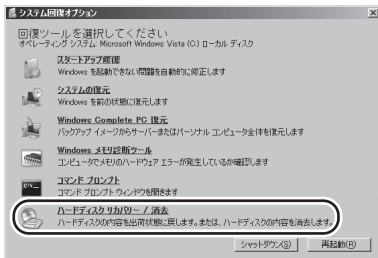 システム回復オプション
回復ツールを選択してください
オペレーティング システム: Microsoft Windows Vista (C:) ローカル ディスク
スタートアップ修復
Windows を起動できない問題を自動的に修正します
システムの復元
Windows を前の状態に復元します
Windows Complete PC 復元
バックアップ イメージからサーバーまたはパーソナル コンピュータ全体を復元します
Windows メモリ診断ツール
コンピュータでメモリのハードウェア エラーが発生しているか確認します
コマンド プロンプト
コマンド プロンプト ウィンドウを開きます
ハードディスク リカバリー / 消去
ハードディスクの内容を出荷状態に戻します。または、ハードディスクの内容を消去します。
シャットダウン(S) 再起動(R)